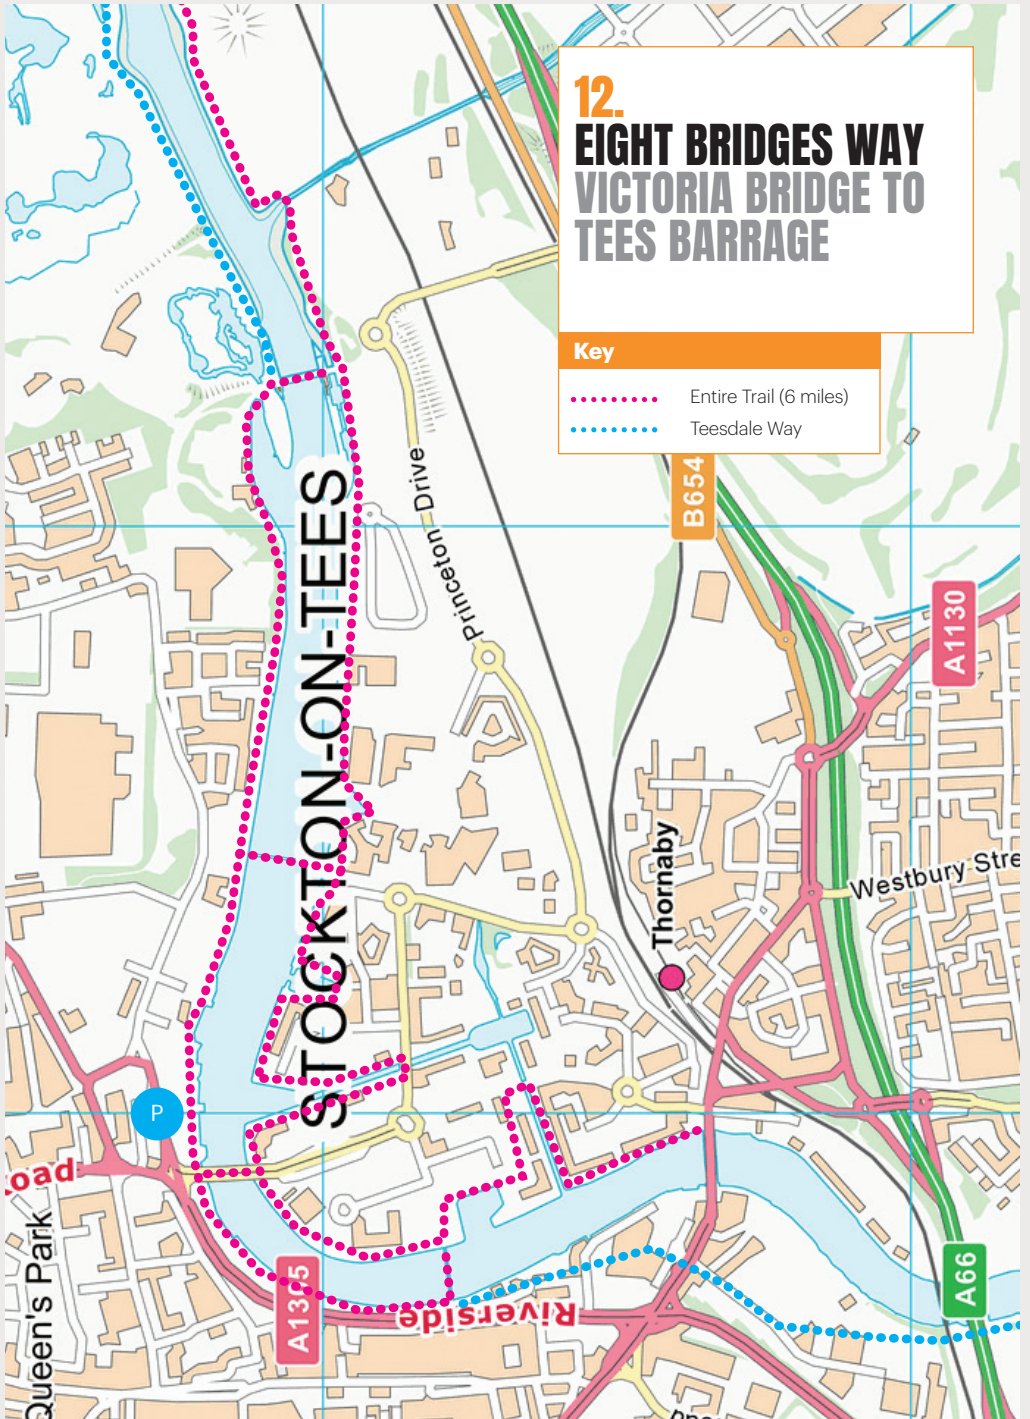 12.
EIGHT BRIDGES WAY
VICTORIA BRIDGE TO
TEES BARRAGE
Key
Entire Trail (6 miles)
Teesdale Way
B654
Princeton Drive
STOCKTON-ON-TEES
A1130
Thornaby
Westbury Stre
P
oad
Queen's Park
A1305
Riverside
A66